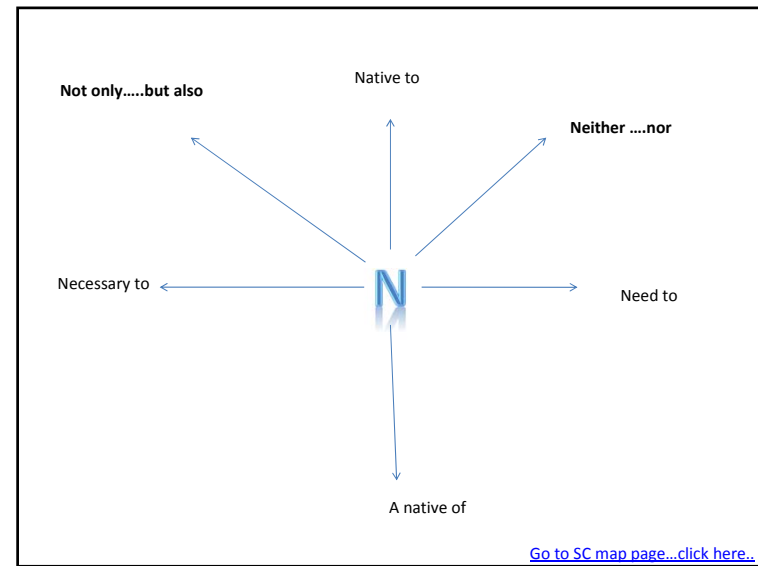 Native to
Not only.....but also
Neither ....nor
N
Necessary to
Need to
A native of
Go to SC map page...click here..